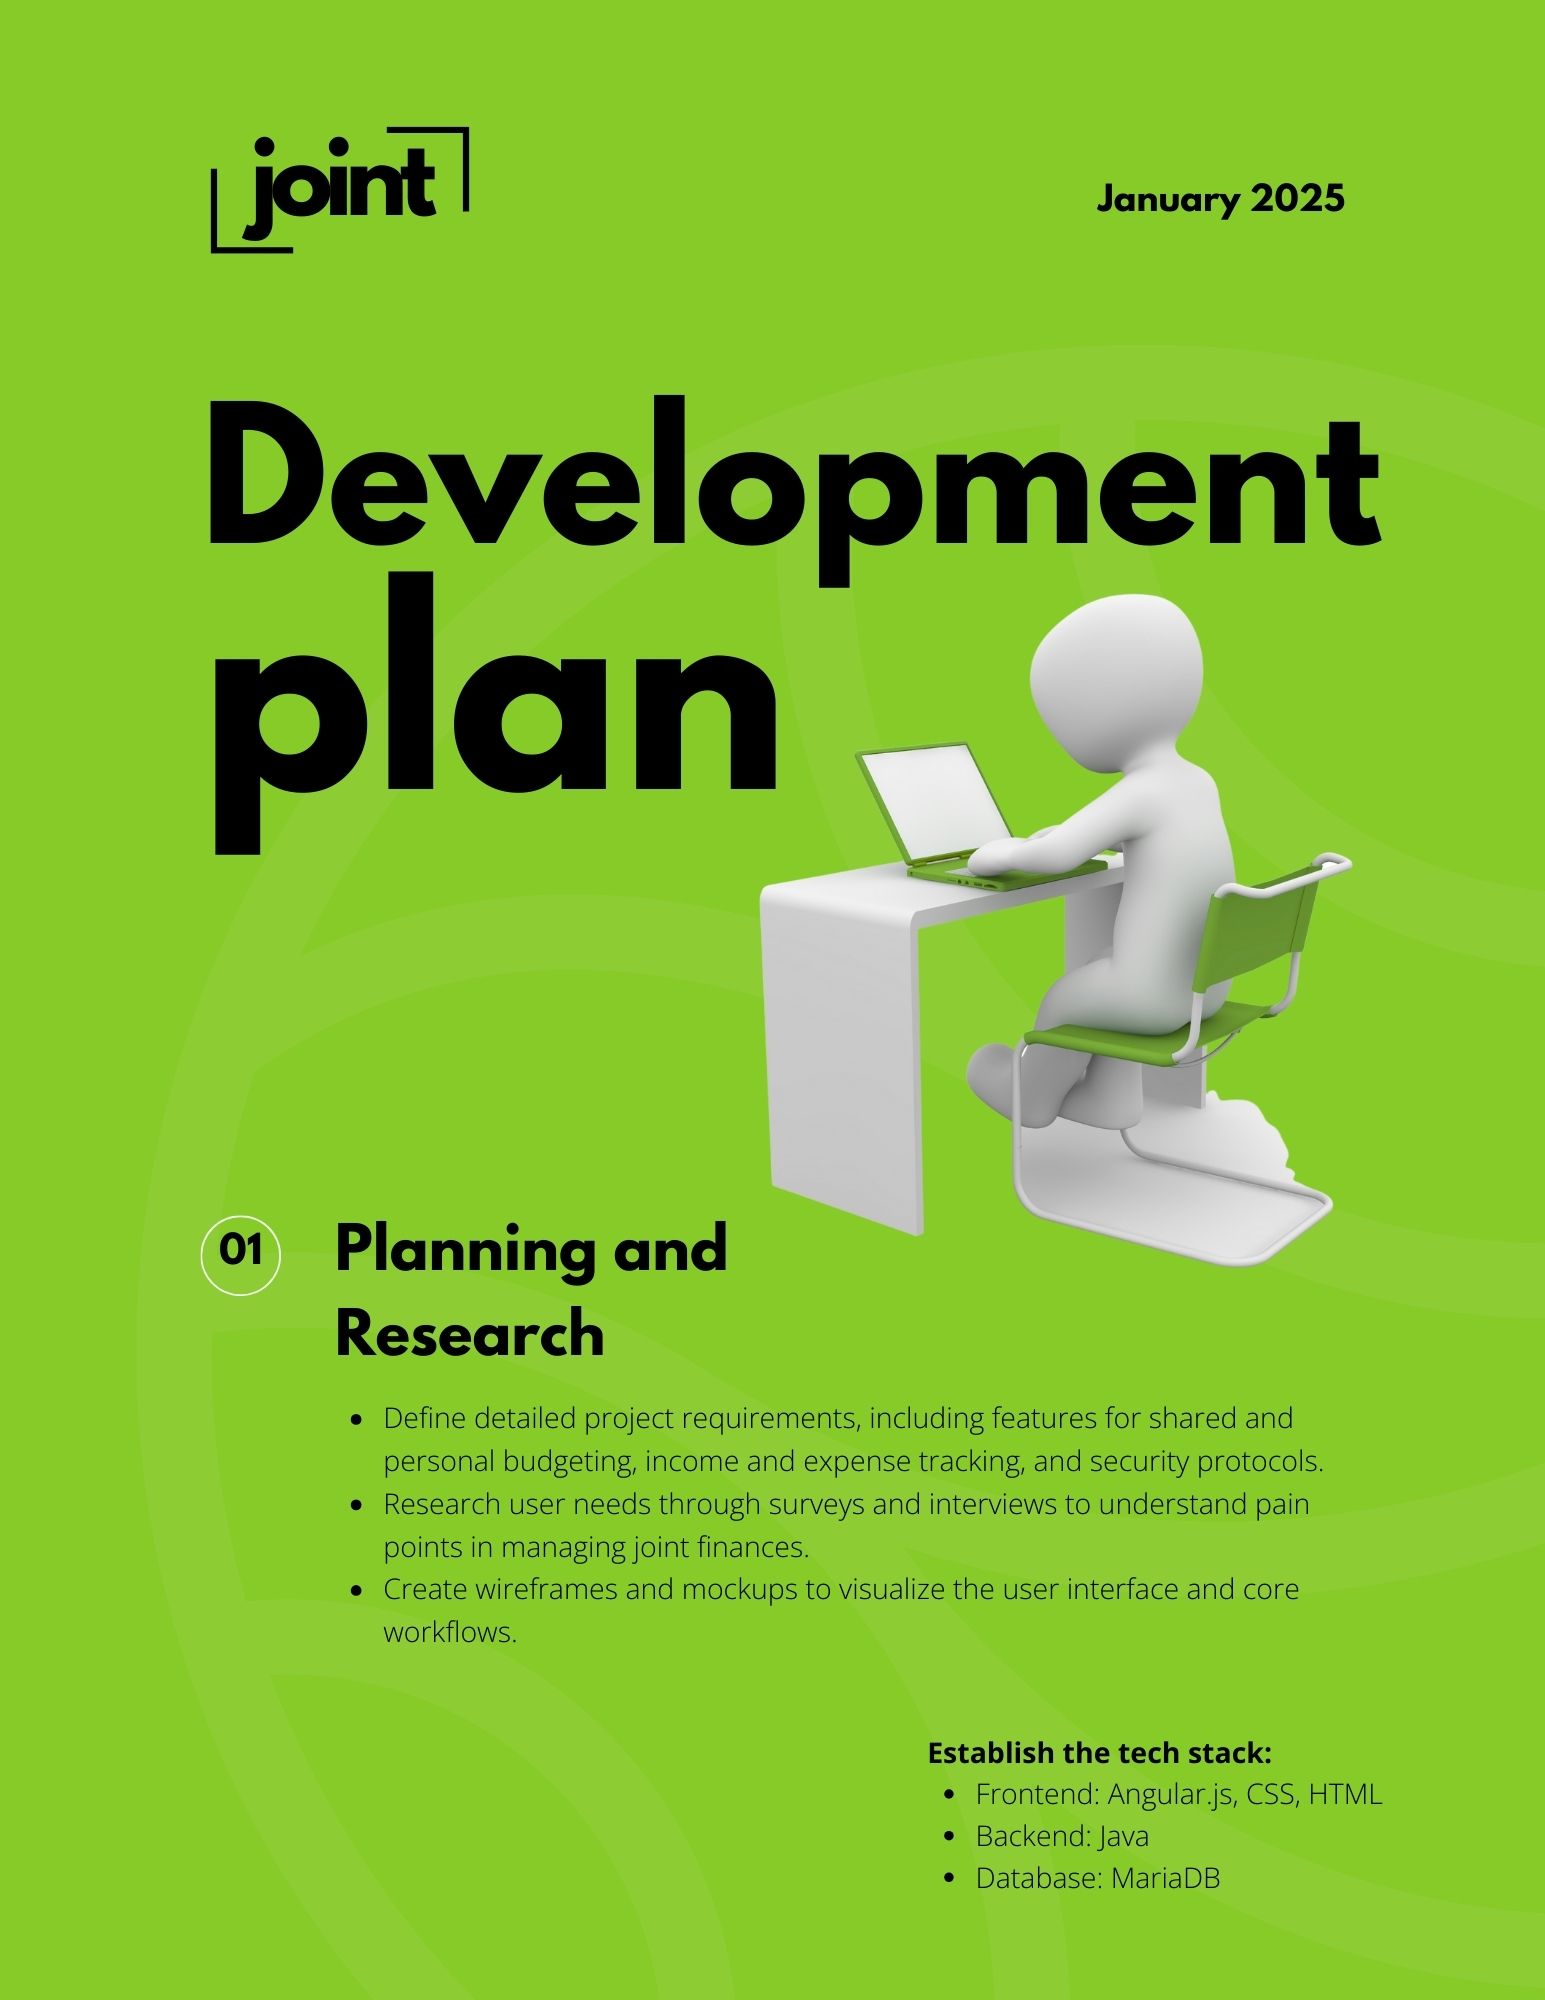 joint
January 2025
Development
plan
01
Planning and
Research
• Define detailed project requirements, including features for shared and
personal budgeting, income and expense tracking, and security protocols.
• Research user needs through surveys and interviews to understand pain
points in managing joint finances.
• Create wireframes and mockups to visualize the user interface and core
workflows.
Establish the tech stack:
• Frontend: Angular.js, CSS, HTML
• Backend: Java
• Database: MariaDB